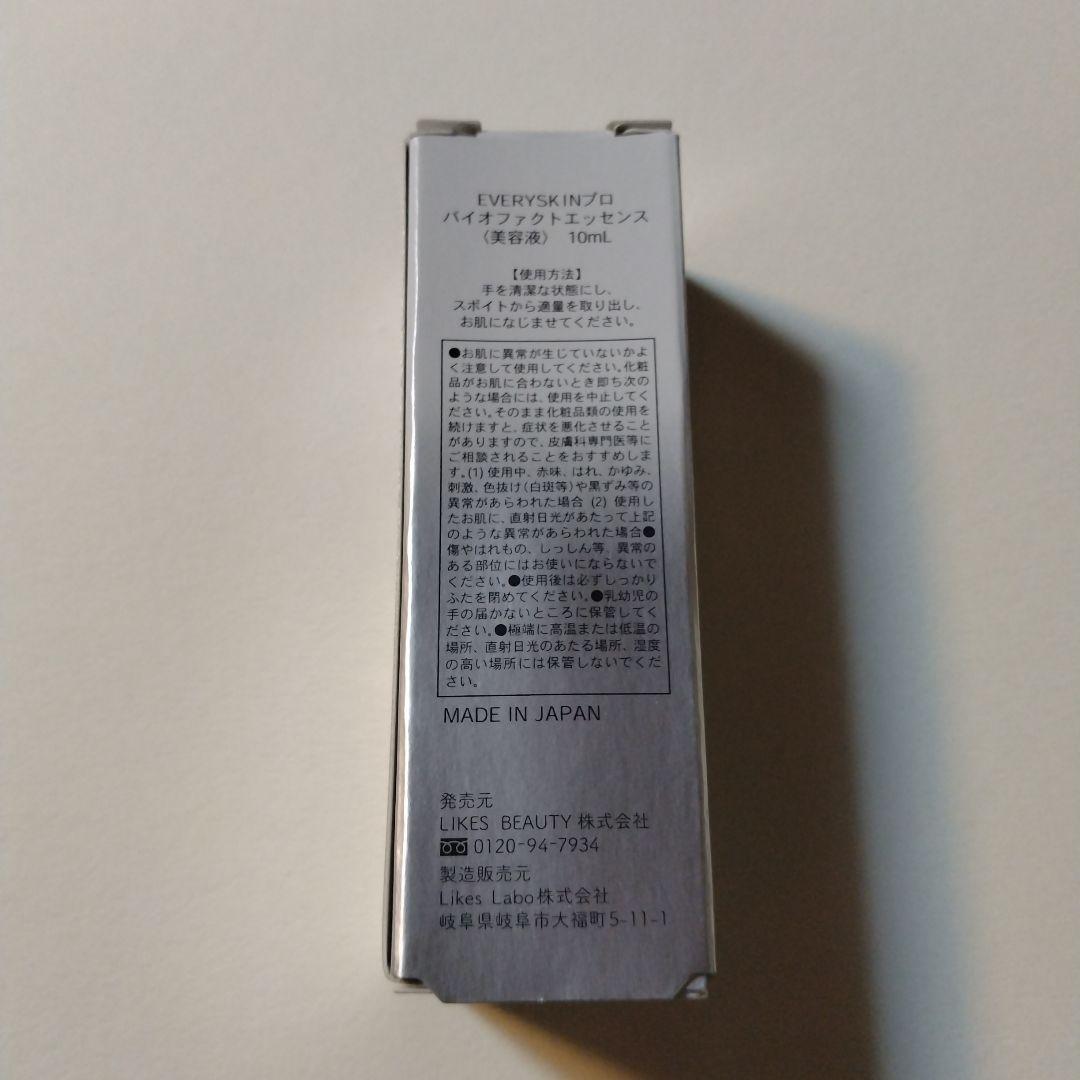 EVERYSKINプロ
バイオファクトエッセンス
〈美容液〉 10mL
【使用方法】
手を清潔な状態にし、
スポイトから適量を取り出し、
お肌になじませてください。
●お肌に異常が生じていないかよ
く注意して使用してください。化粧
品がお肌に合わないとき即ち次の
ような場合には、使用を中止してく
ださい。そのまま化粧品類の使用を
続けますと、症状を悪化させること
がありますので、皮膚科専門医等に
ご相談されることをおすすめしま
す。(1) 使用中、赤味、はれ、かゆみ、
刺激、色抜け(白斑等)や黒ずみ等の
異常があらわれた場合 (2) 使用し
たお肌に、直射日光があたって上記
のような異常があらわれた場合●
傷やはれもの、しっしん等、異常の
ある部位にはお使いにならないで
ください。●使用後は必ずしっかり
ふたを閉めてください。●乳幼児の
手の届かないところに保管してく
ださい。●極端に高温または低温の
場所、直射日光のあたる場所、湿度
の高い場所には保管しないでくだ
さい。
MADE IN JAPAN
発売元
LIKES BEAUTY 株式会社
0120-94-7934
製造販売元
Likes Labo株式会社
岐阜県岐阜市大福町5-11-1